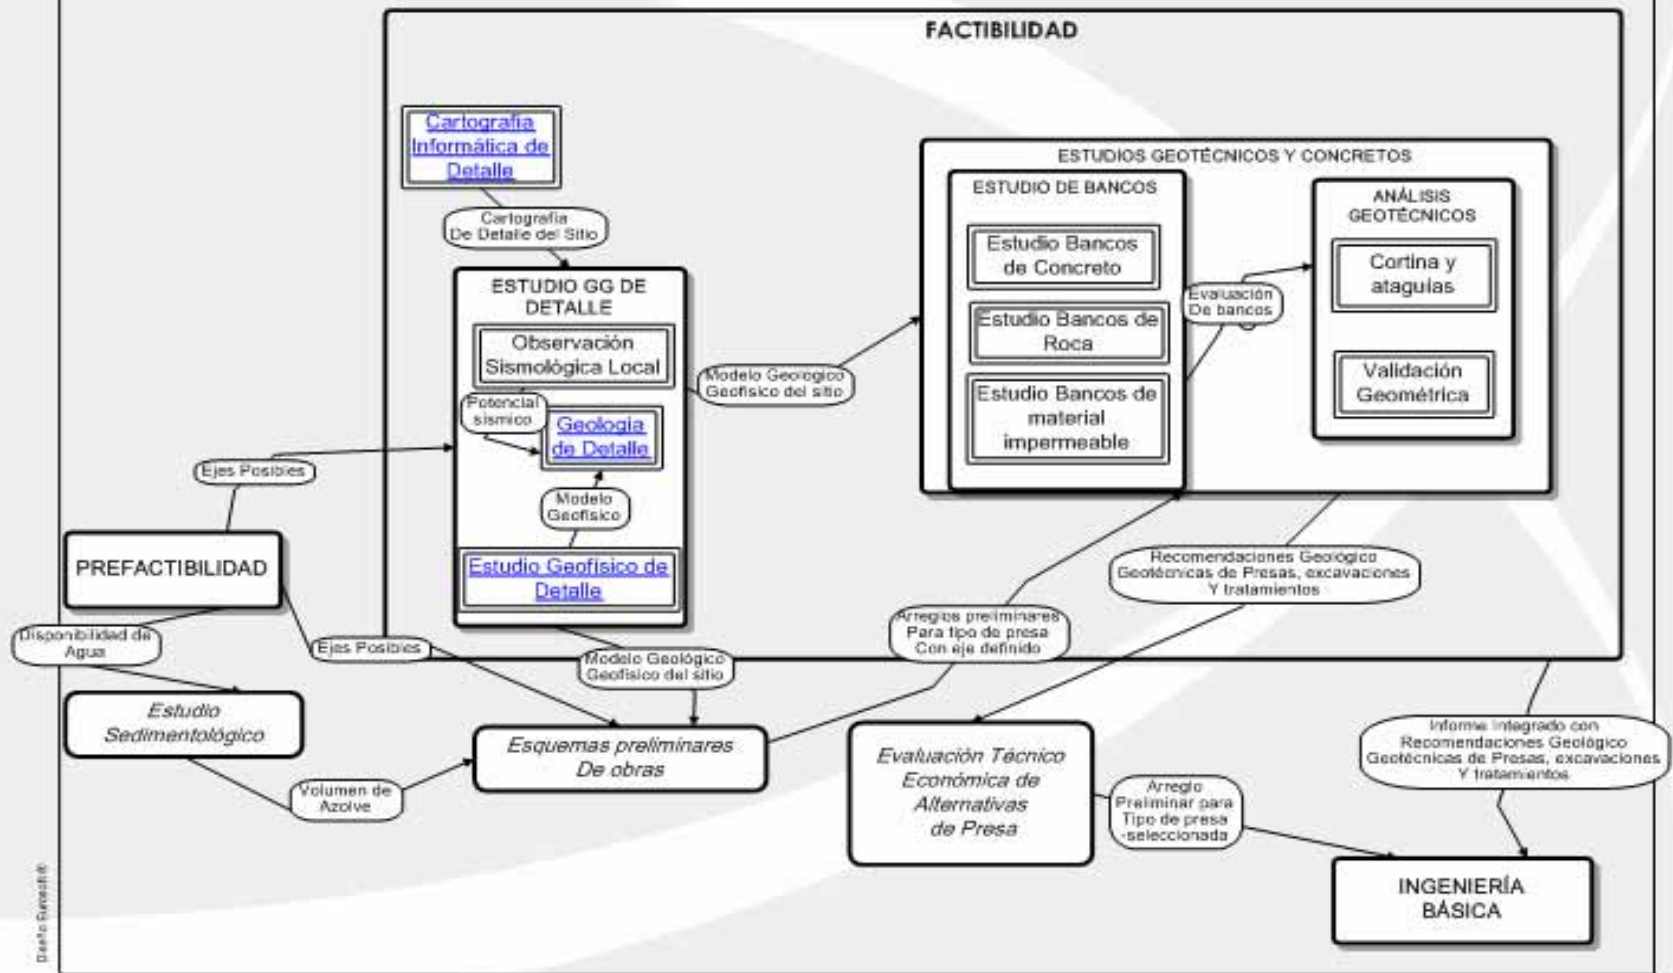 FACTIBILIDAD
Cartografía
Informática de
Detalle
Cartografía
De Detalle del Sitio
ESTUDIO GG DE
DETALLE
Observación
Sismológica Local
Potencial
sísmico
Geología
de Detalle
Modelo
Geofísico
Estudio Geofísico de
Detalle
Modelo Geológico
Geofísico del sitio
ESTUDIOS GEOTÉCNICOS Y CONCRETOS
ESTUDIO DE BANCOS
Estudio Bancos
de Concreto
Estudio Bancos de
Roca
Estudio Bancos de
material
impermeable
Evaluación
De bancos
ANÁLISIS
GEOTÉCNICOS
Cortina y
ataguías
Validación
Geométrica
Ejes Posibles
PREFACTIBILIDAD
Disponibilidad de
Agua
Ejes Posibles
Modelo Geológico
Geofísico del sitio
Arreglos preliminares
Para tipo de presa
Con eje definido
Recomendaciones Geológico
Geotécnicas de Presas, excavaciones
Y tratamientos
Estudio
Sedimentológico
Volumen de
Azolve
Esquemas preliminares
De obras
Evaluación Técnico
Económica de
Alternativas
de Presa
Arreglo
Preliminar para
Tipo de presa
-seleccionada
Informe Integrado con
Recomendaciones Geológico
Geotécnicas de Presas, excavaciones
Y tratamientos
INGENIERÍA
BÁSICA